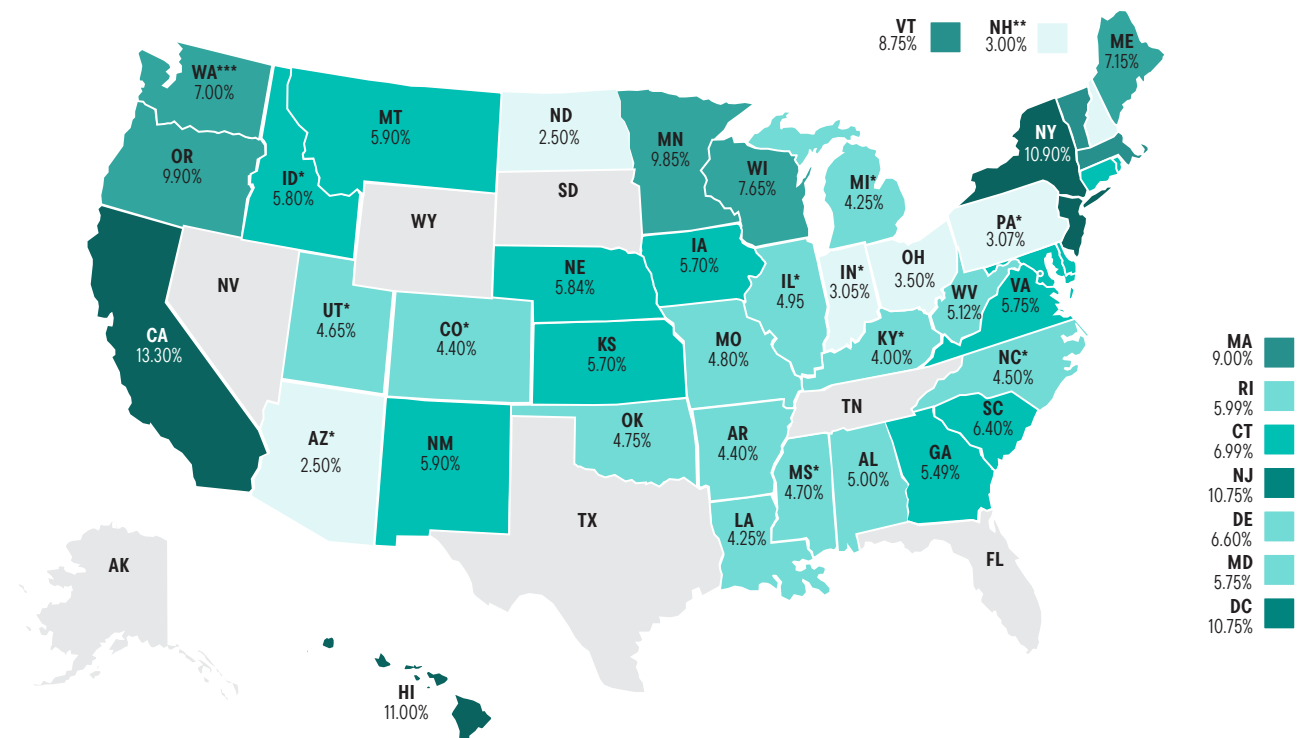 VT
8.75%
NH**
3.00%
ME
7.15%
WA***
7.00%
MT
5.90%
ND
2.50%
MN
9.85%
NY
10.90%
OR
9.90%
ID*
5.80%
SD
WI
7.65%
MI*
4.25%
WY
PA*
3.07%
NV
NE
5.84%
IA
5.70%
IL*
4.95
IN*
3.05%
OH
3.50%
WV
5.12%
VA
5.75%
UT*
4.65%
CO*
4.40%
CA
13.30%
KS
5.70%
MO
4.80%
KY*
4.00%
NC*
4.50%
TN
SC
6.40%
AZ*
2.50%
NM
5.90%
OK
4.75%
AR
4.40%
MS*
4.70%
AL
5.00%
GA
5.49%
TX
LA
4.25%
FL
AK
HI
11.00%
MA
9.00%
RI
5.99%
CT
6.99%
NJ
10.75%
DE
6.60%
MD
5.75%
DC
10.75%